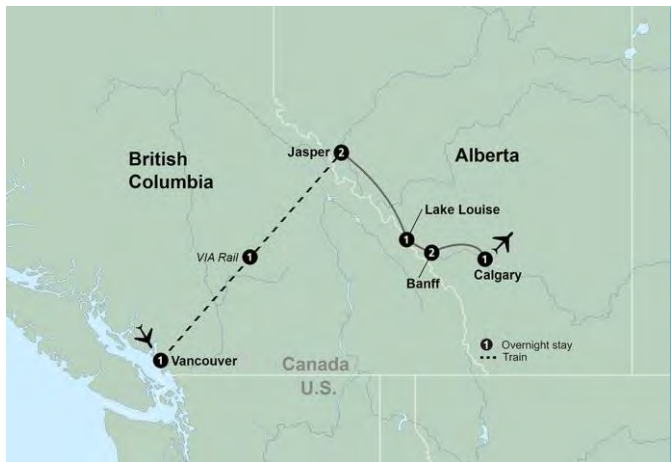 British
Columbia
Jasper
2
Alberta
Lake Louise
1
VIA Rail
1
2
1
Banff
Calgary
1
Vancouver
1 Overnight stay
Train
Canada
U.S.